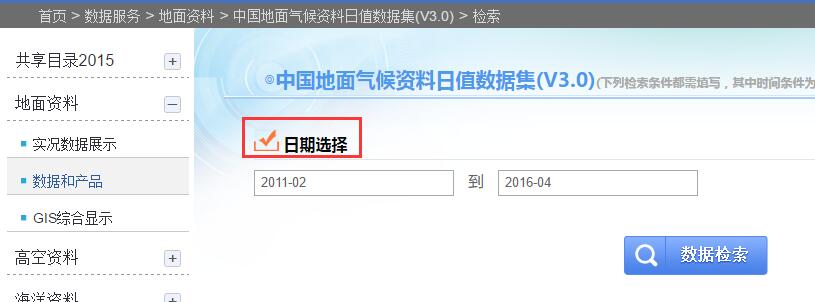 首页 > 数据服务 > 地面资料 > 中国地面气候资料日值数据集(V3.0) > 检索
共享目录2015
地面资料
实况数据展示
数据和产品
GIS综合显示
高空资料
海洋资料
中国地面气候资料日值数据集(V3.0)(下列检索条件都需填写，其中时间条件为
日期选择
2011-02 到 2016-04
数据检索